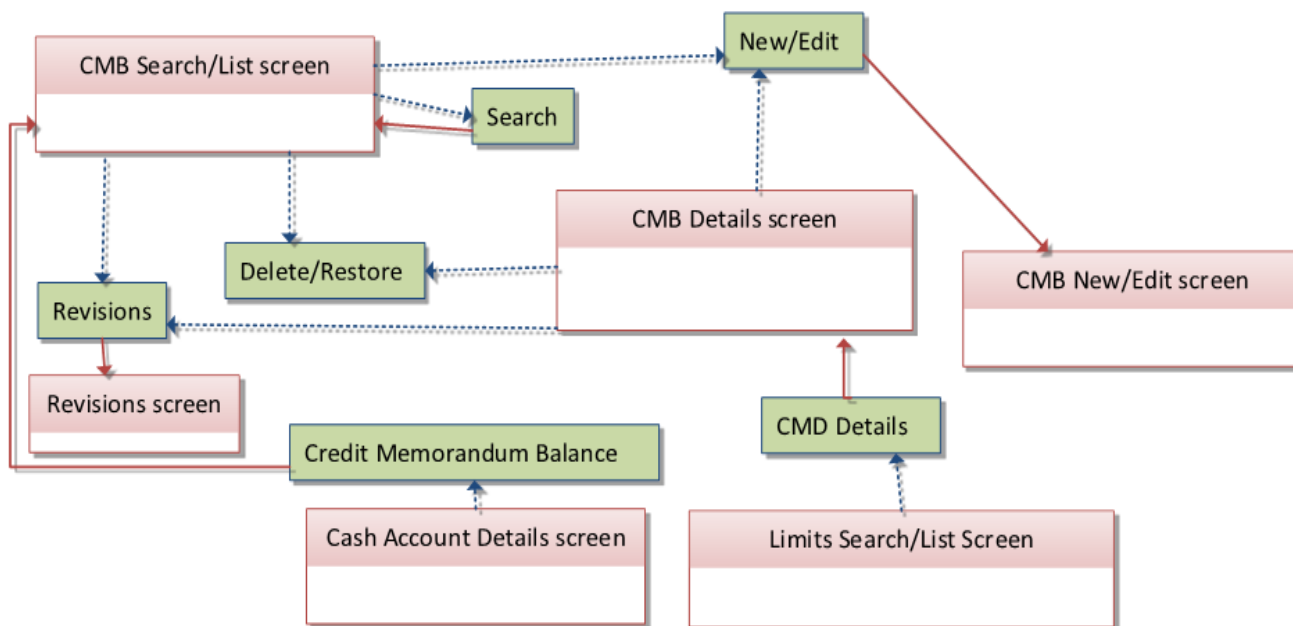 New/Edit
CMB Search/List screen
Search
CMB Details screen
Delete/Restore
CMB New/Edit screen
Revisions
Revisions screen
CMD Details
Credit Memorandum Balance
Cash Account Details screen
Limits Search/List Screen